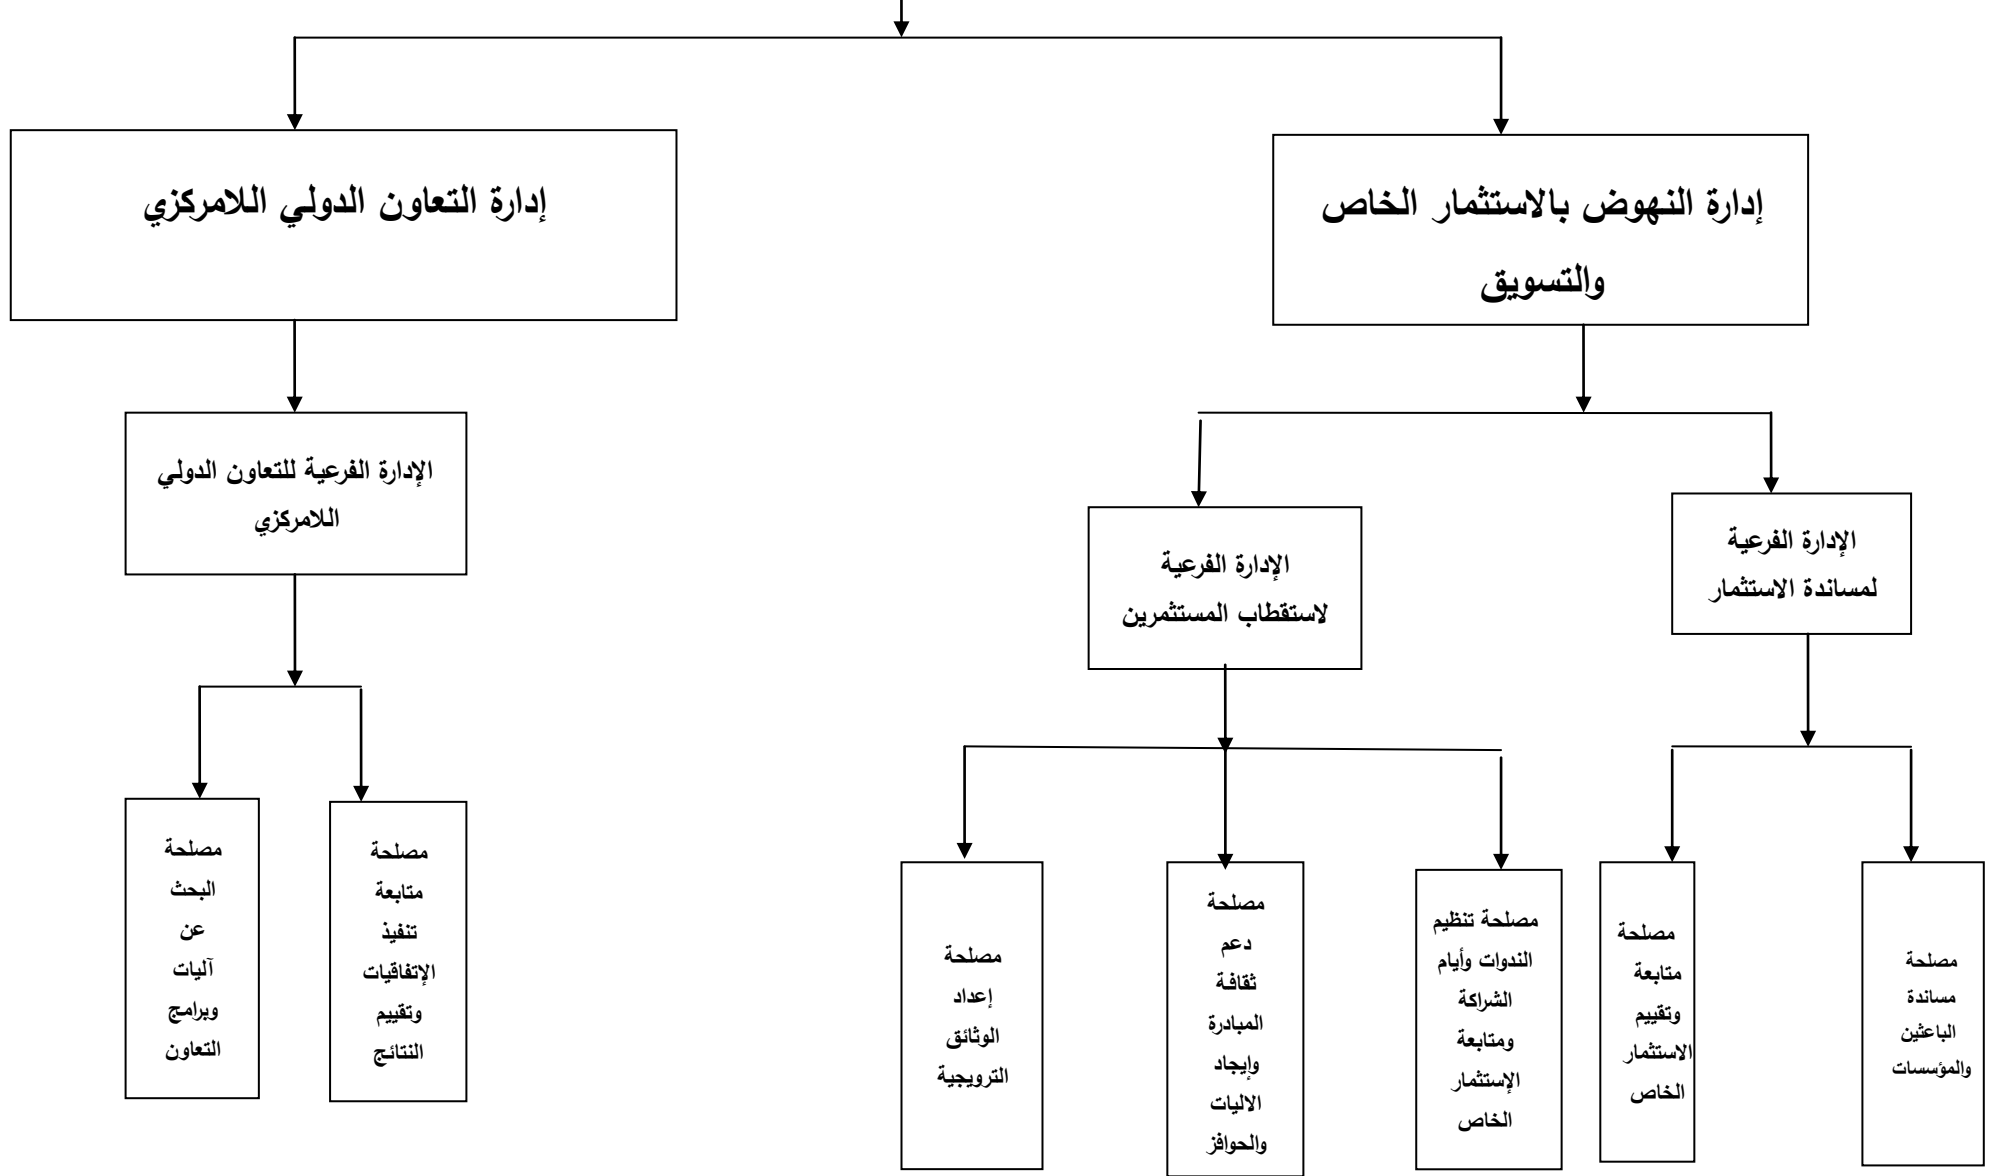 إدارة النهوض بالاستثمار الخاص
والتسويق
إدارة التعاون الدولي اللامركزي
الإدارة الفرعية
لمساندة الاستثمار
الإدارة الفرعية
لاستقطاب المستثمرين
الإدارة الفرعية للتعاون الدولي
اللامركزي
مصلحة
مساندة
الباعثين
والمؤسسات
مصلحة
متابعة
وتقييم
الاستثمار
الخاص
مصلحة تنظيم
الندوات وأيام
الشراكة
ومتابعة
الإستثمار
الخاص
مصلحة
دعم
ثقافة
المبادرة
وإيجاد
الاليات
والحوافز
مصلحة
إعداد
الوثائق
الترويجية
مصلحة
متابعة
تنفيذ
الإتفاقيات
وتقييم
النتائج
مصلحة
البحث
عن
آليات
وبرامج
التعاون